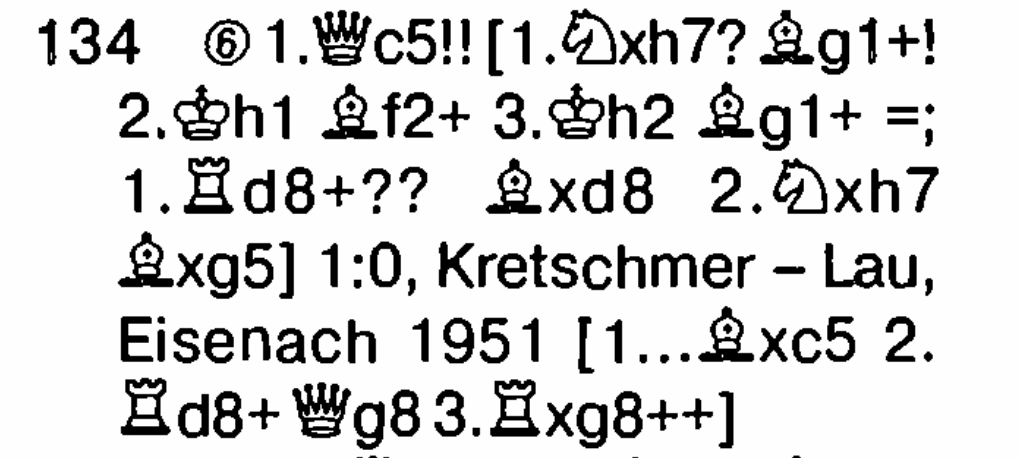 134 ⑥ 1.♕c5!! [1.♘xh7? ♗g1+!
2.♔h1 ♗f2+ 3.♔h2 ♗g1+ =;
1.♖d8+?? ♗xd8 2.♘xh7
♗xg5] 1:0, Kretschmer – Lau,
Eisenach 1951 [1...♗xc5 2.
♖d8+ ♕g8 3.♖xg8++]